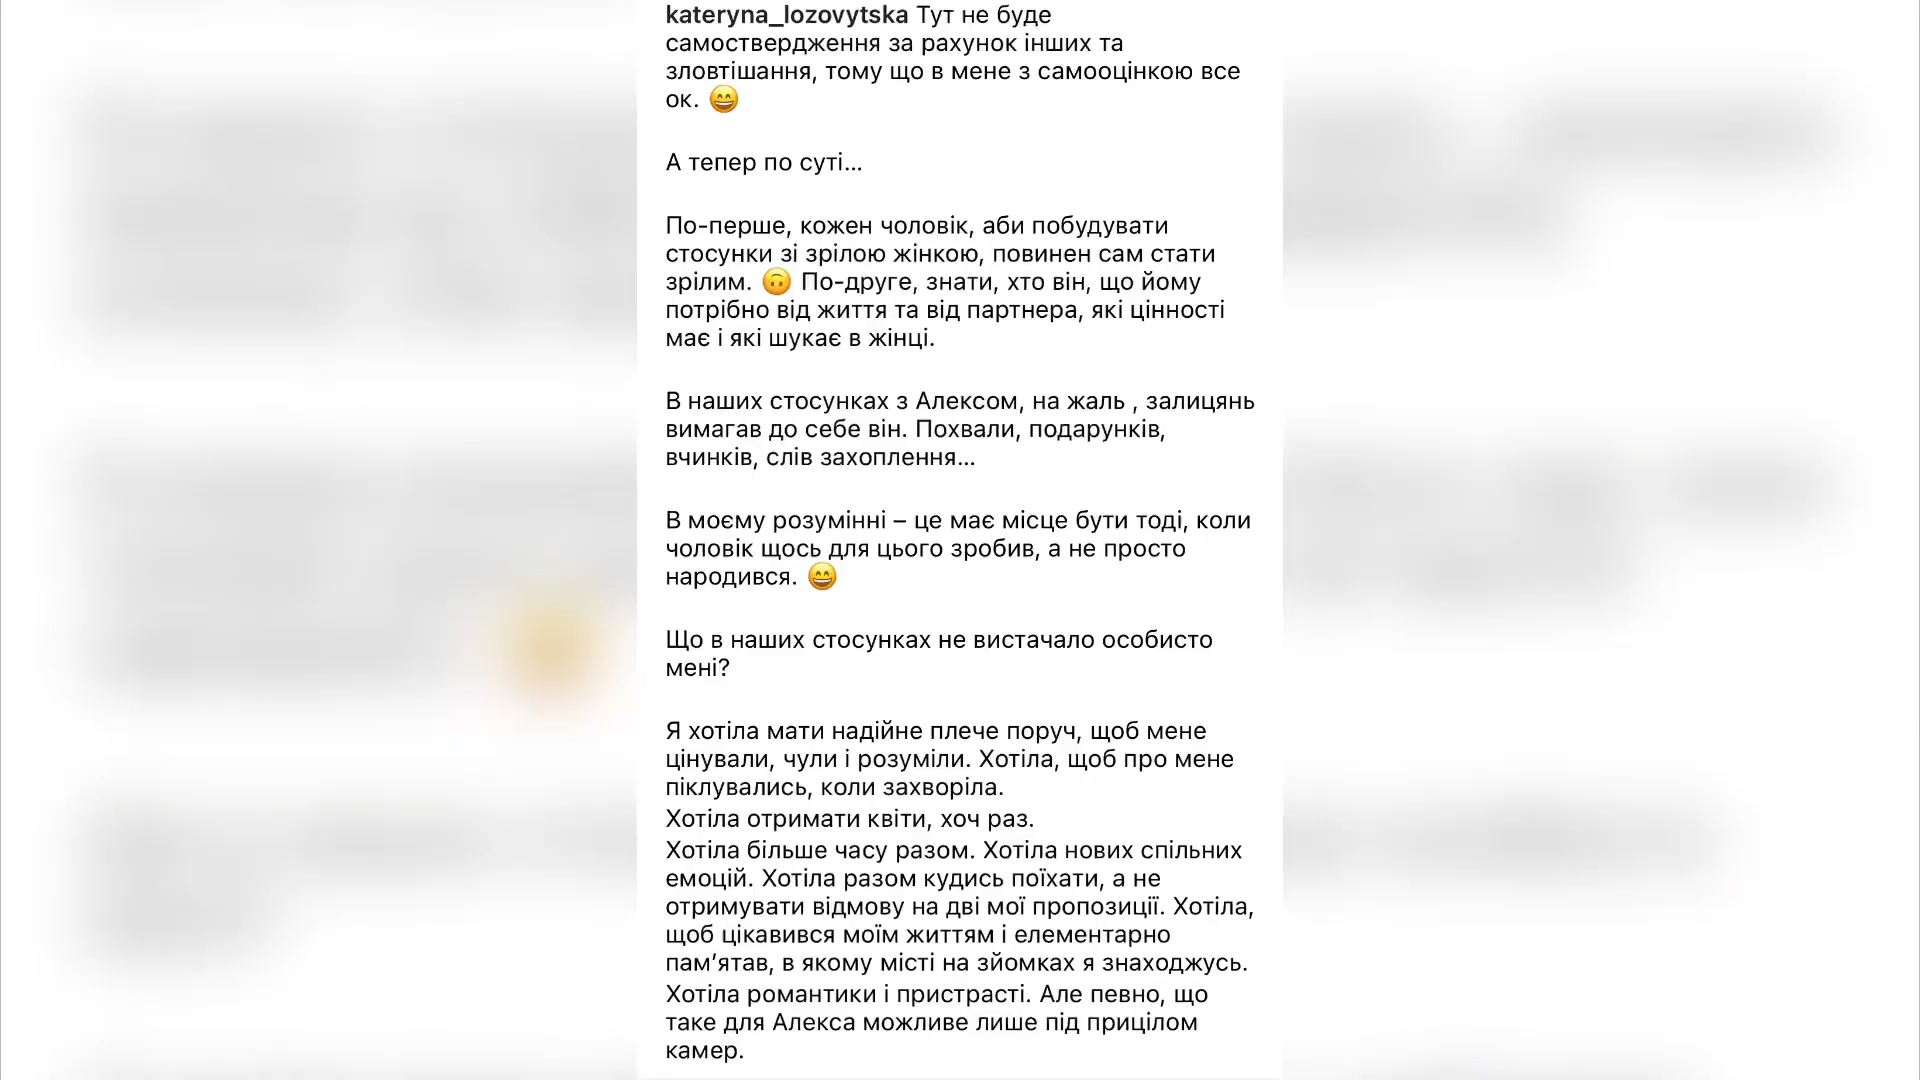 kateryna_lozovytska Тут не буде
самоствердження за рахунок інших та
зловтішання, тому що в мене з самооцінкою все
ок. 😄
А тепер по суті…
По-перше, кожен чоловік, аби побудувати
стосунки зі зрілою жінкою, повинен сам стати
зрілим. 🙃 По-друге, знати, хто він, що йому
потрібно від життя та від партнера, які цінності
має і які шукає в жінці.
В наших стосунках з Алексом, на жаль , залицянь
вимагав до себе він. Похвали, подарунків,
вчинків, слів захоплення…
В моєму розумінні – це має місце бути тоді, коли
чоловік щось для цього зробив, а не просто
народився. 😄
Що в наших стосунках не вистачало особисто
мені?
Я хотіла мати надійне плече поруч, щоб мене
цінували, чули і розуміли. Хотіла, щоб про мене
піклувались, коли захворіла.
Хотіла отримати квіти, хоч раз.
Хотіла більше часу разом. Хотіла нових спільних
емоцій. Хотіла разом кудись поїхати, а не
отримувати відмову на дві мої пропозиції. Хотіла,
щоб цікавився моїм життям і елементарно
пам’ятав, в якому місті на зйомках я знаходжусь.
Хотіла романтики і пристрасті. Але певно, що
таке для Алекса можливе лише під прицілом
камер.